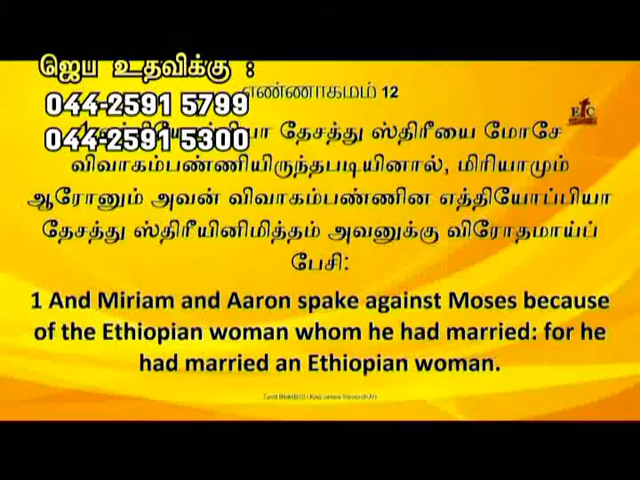 ஜெப உதவிக்கு :
044-2591 5799
044-2591 5300
எண்ணாகமம் 12
தேசத்து ஸ்திரீயை மோசே
விவாகம்பண்ணியிருந்தபடியினால், மிரியாமும்
ஆரோனும் அவன் விவாகம்பண்ணின எத்தியோப்பியா
தேசத்து ஸ்திரீயினிமித்தம் அவனுக்கு விரோதமாய்ப்
பேசி:
1 And Miriam and Aaron spake against Moses because
of the Ethiopian woman whom he had married: for he
had married an Ethiopian woman.